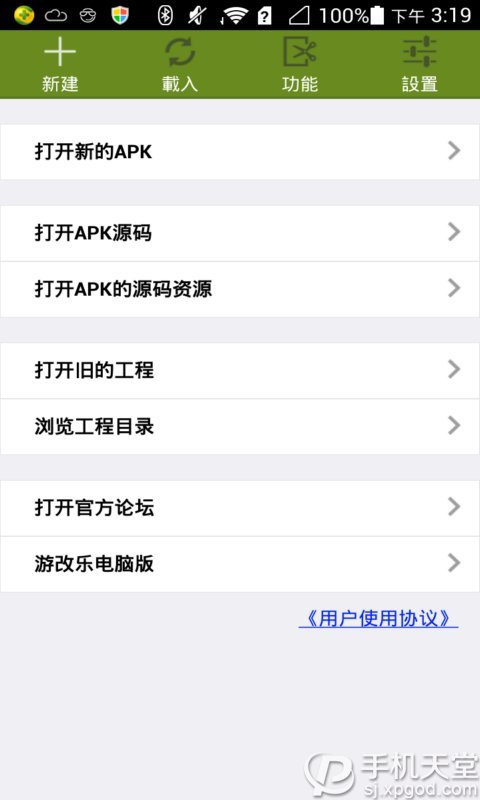 100% 下午 3:19
新建 載入 功能 設置
打开新的APK
打开APK源码
打开APK的源码资源
打开旧的工程
浏览工程目录
打开官方论坛
游改乐电脑版
《用户使用协议》
手机天堂
sj.xpgod.com